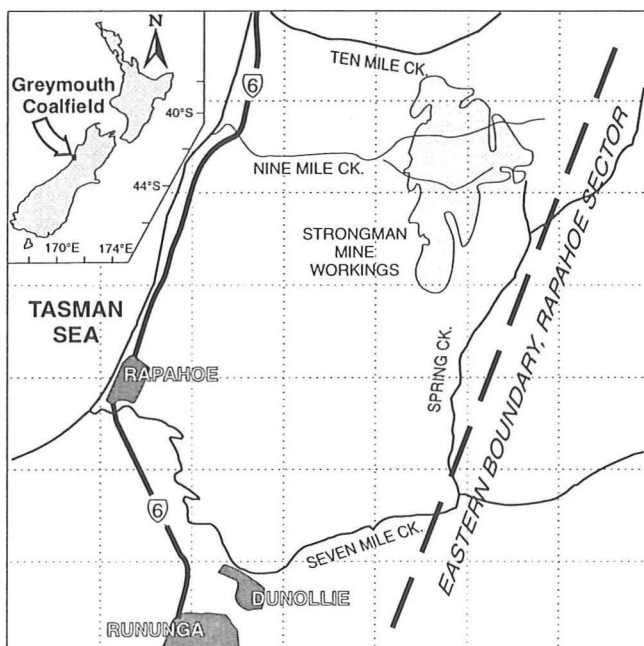 N
Greymouth
Coalfield
40°S
44°S
170°E
174°E
6
TEN MILE CK.
NINE MILE CK.
STRONGMAN
MINE
WORKINGS
TASMAN
SEA
RAPAHOE
SPRING CK.
EASTERN BOUNDARY, RAPAHOE SECTOR
6
SEVEN MILE CK.
DUNOLLIE
RUNUNGA